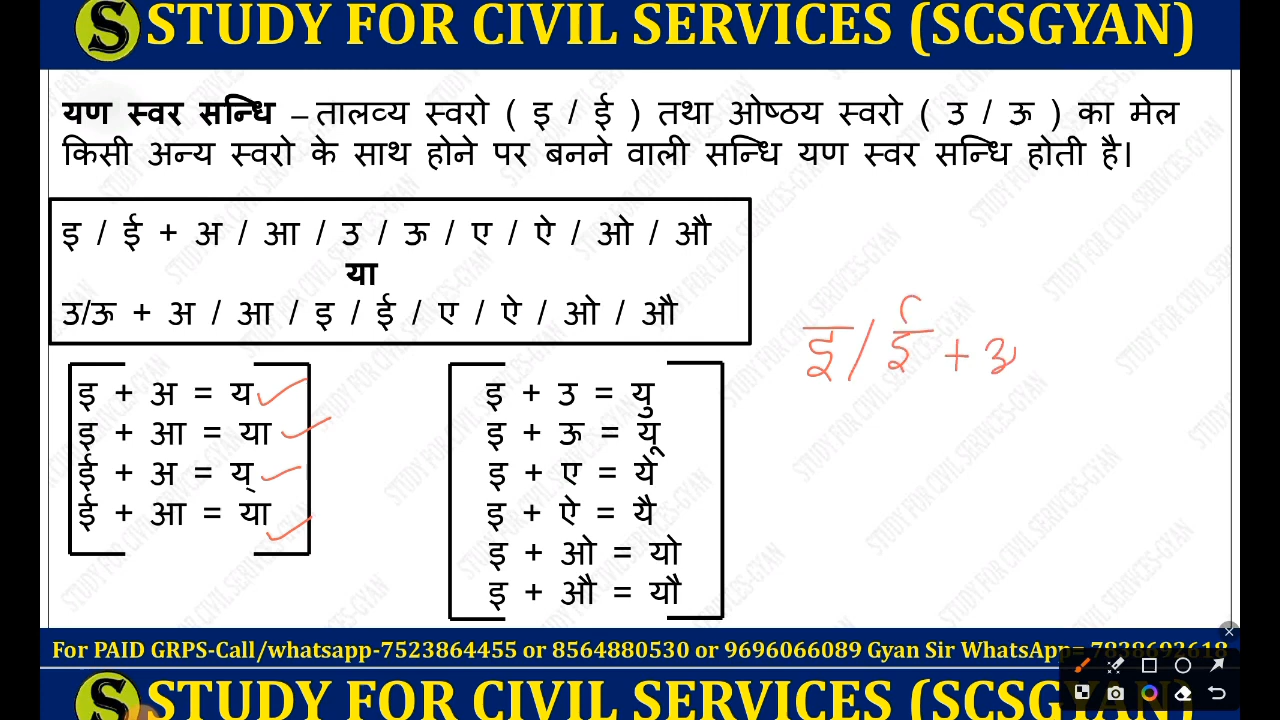 S STUDY FOR CIVIL SERVICES (SCSGYAN)
यण स्वर सन्धि – तालव्य स्वरो ( इ / ई ) तथा ओष्ठय स्वरो ( उ / ऊ ) का मेल
किसी अन्य स्वरो के साथ होने पर बनने वाली सन्धि यण स्वर सन्धि होती है।
इ / ई + अ / आ / उ / ऊ / ए / ऐ / ओ / औ
या
उ/ऊ + अ / आ / इ / ई / ए / ऐ / ओ / औ
इ + अ = य
इ + आ = या
ई + अ = य्
ई + आ = या
इ + उ = यु
इ + ऊ = यू
इ + ए = ये
इ + ऐ = यै
इ + ओ = यो
इ + औ = यौ
इ / ई + उ
For PAID GRPS-Call/whatsapp-7523864455 or 8564880530 or 9696066089 Gyan Sir WhatsApp= 7838692618
S STUDY FOR CIVIL SERVICES (SCSGYAN)